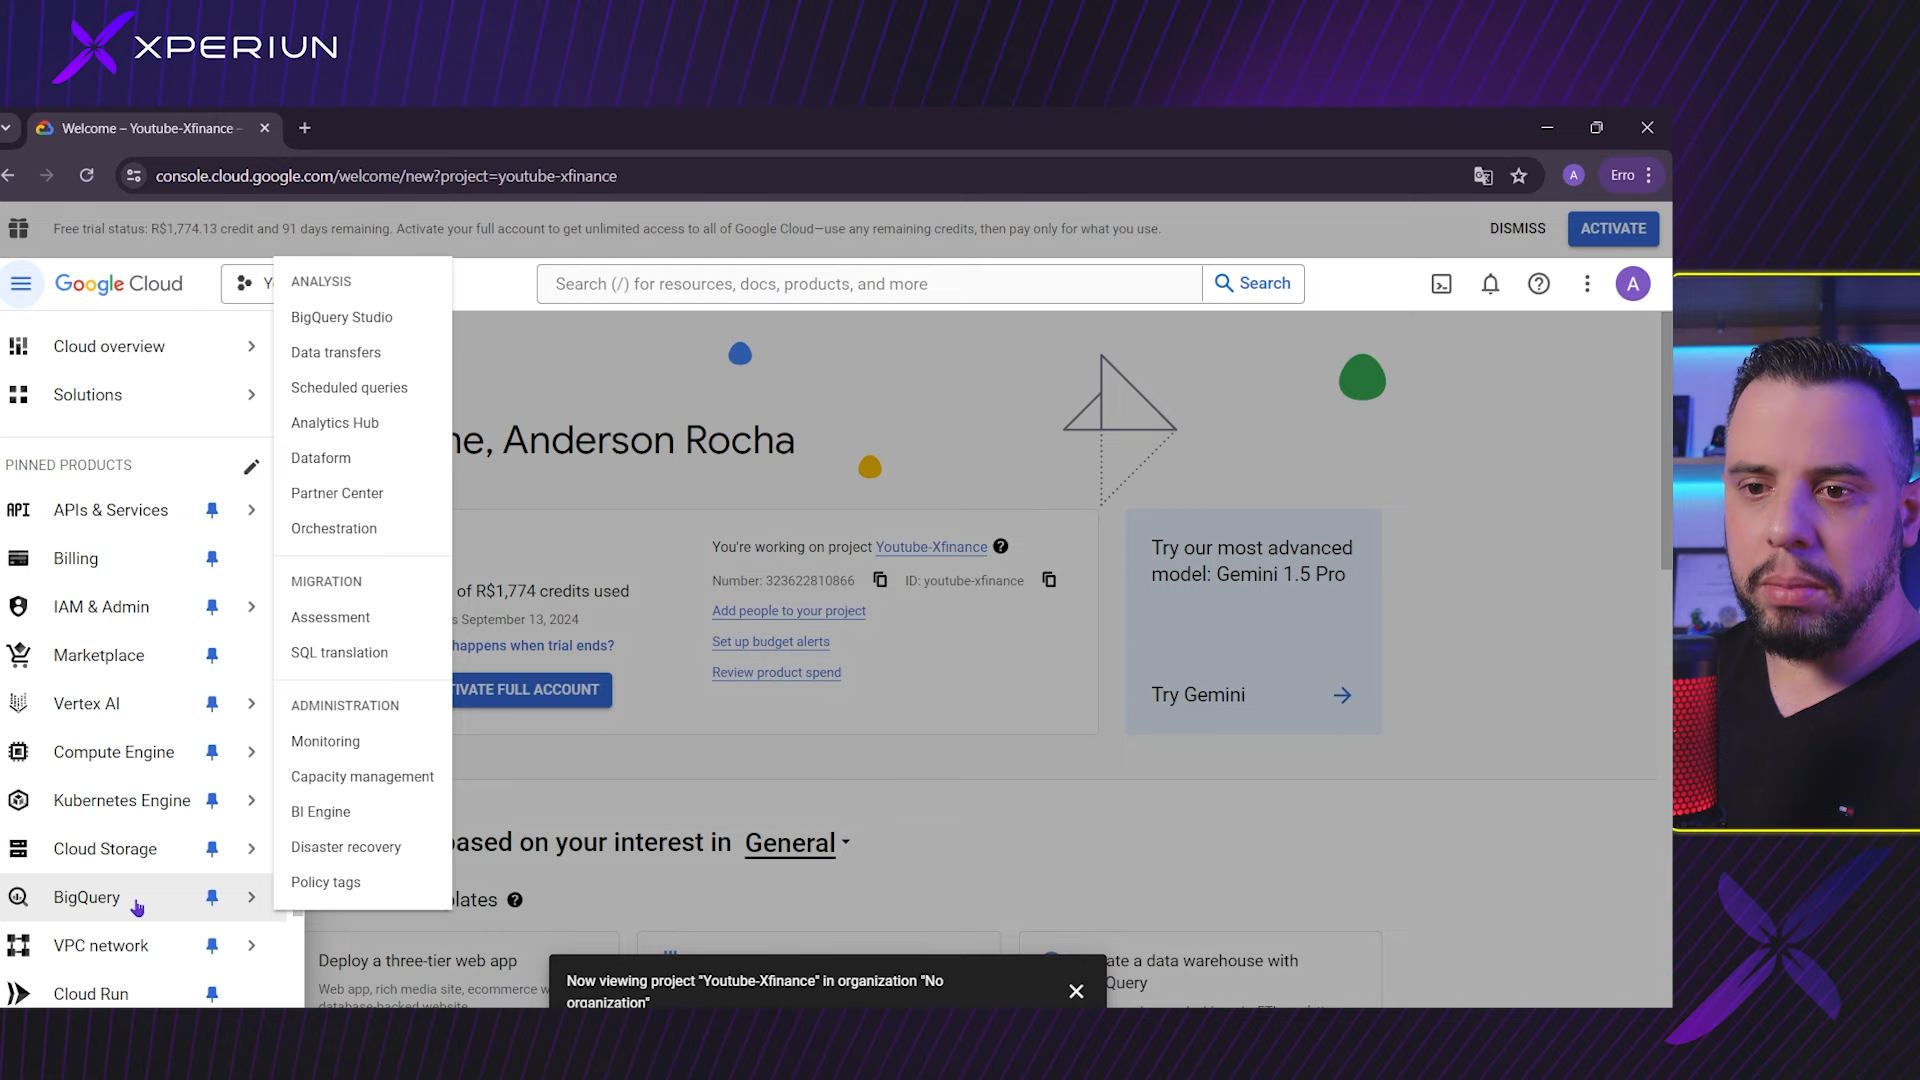 XPERIUN
Welcome – Youtube-Xfinance -
console.cloud.google.com/welcome/new?project=youtube-xfinance
A
Erro
Free trial status: R$1,774.13 credit and 91 days remaining. Activate your full account to get unlimited access to all of Google Cloud—use any remaining credits, then pay only for what you use.
DISMISS
ACTIVATE
Google Cloud
Y
Search (/) for resources, docs, products, and more
Search
A
Cloud overview
Solutions
PINNED PRODUCTS
API APIs & Services
Billing
IAM & Admin
Marketplace
Vertex AI
Compute Engine
Kubernetes Engine
Cloud Storage
BigQuery
VPC network
Cloud Run
ANALYSIS
BigQuery Studio
Data transfers
Scheduled queries
Analytics Hub
Dataform
Partner Center
Orchestration
MIGRATION
Assessment
SQL translation
ADMINISTRATION
Monitoring
Capacity management
BI Engine
Disaster recovery
Policy tags
ne, Anderson Rocha
of R$1,774 credits used
s September 13, 2024
happens when trial ends?
IVATE FULL ACCOUNT
You're working on project Youtube-Xfinance
Number: 323622810866
ID: youtube-xfinance
Add people to your project
Set up budget alerts
Review product spend
Try our most advanced
model: Gemini 1.5 Pro
Try Gemini
ased on your interest in General
plates
Deploy a three-tier web app
Web app, rich media site, ecommerce w
database-backed website
ate a data warehouse with
Query
Now viewing project "Youtube-Xfinance" in organization "No
organization"